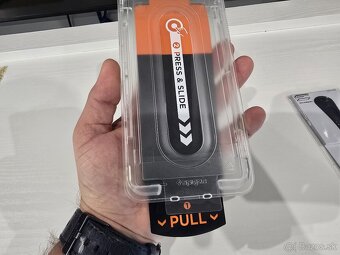 2 PRESS & SLIDE
1
PULL
Bazos.sk